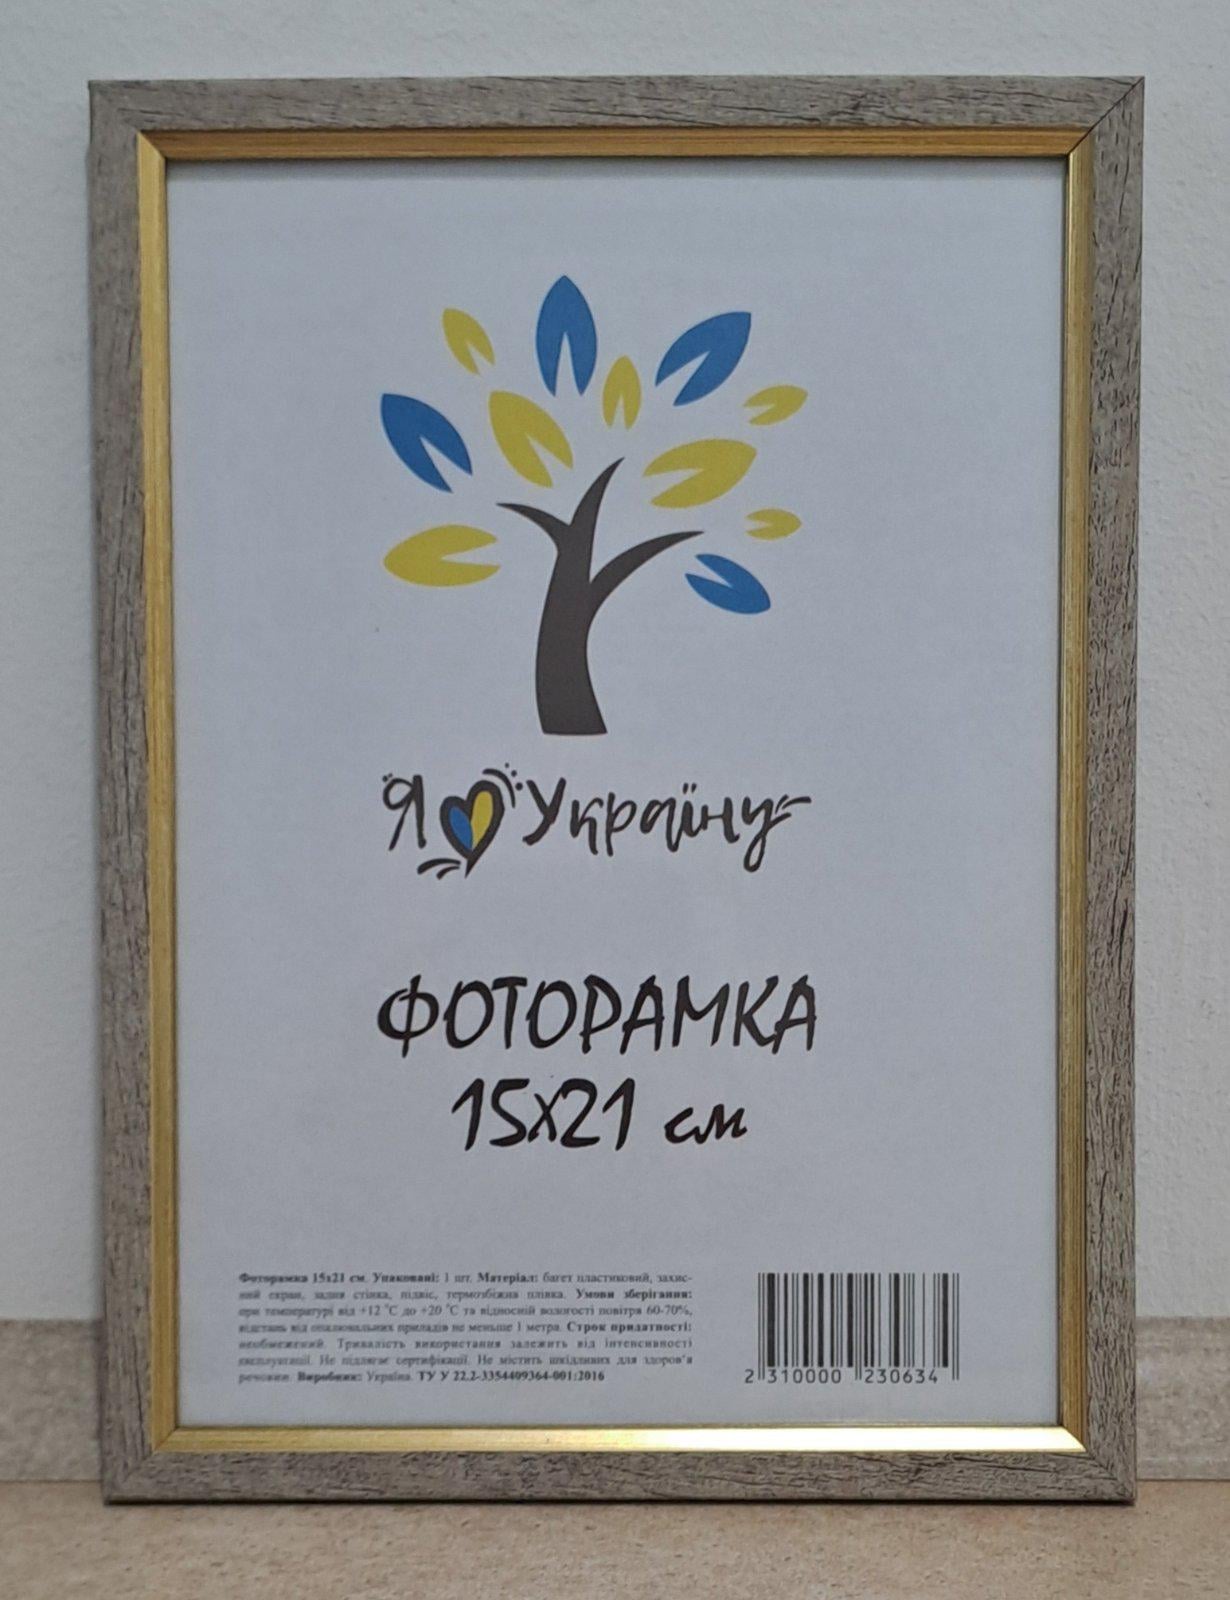 Я Україну
ФОТОРАМКА
15х21 см
Фоторамка 15х21 см. Упаковані: 1 шт. Матеріал: багет пластиковий, захис-
ний екран, задня стінка, підвіс, термозбіжна плівка. Умови зберігання:
при температурі від +12 °С до +20 °С та відносній вологості повітря 60-70%,
відстань від опалювальних приладів не меньше 1 метра. Строк придатності:
необмежений. Тривалість використання залежить від інтенсивності
експлуатації. Не підлягає сертифікації. Не містить шкідливих для здоров'я
речовин. Виробник: Україна. ТУ У 22.2-3354409364-001:2016
2 310000 230634